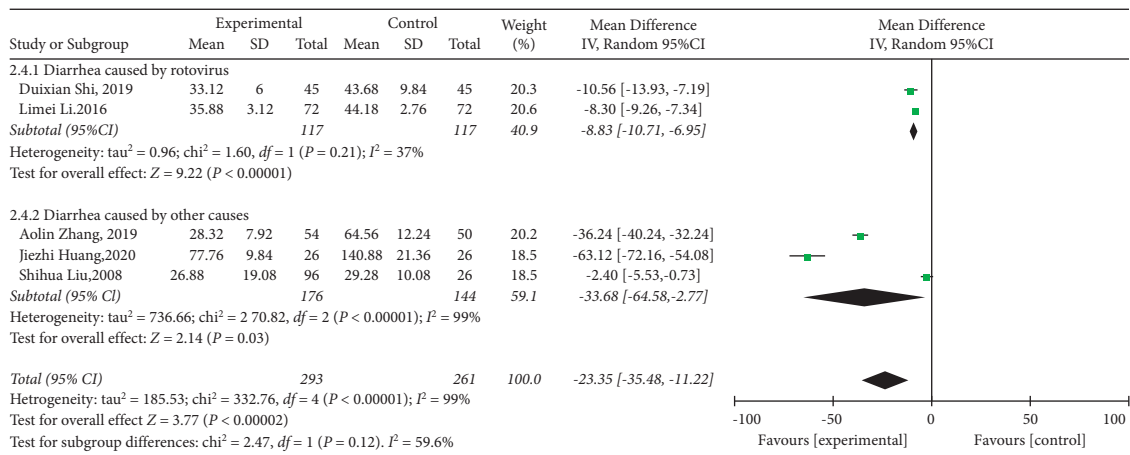 Experimental Control Weight Mean Difference Mean Difference
Study or Subgroup Mean SD Total Mean SD Total (%) IV, Random 95%CI IV, Random 95%CI
2.4.1 Diarrhea caused by rotovirus
Duixian Shi, 2019 33.12 6 45 43.68 9.84 45 20.3 -10.56 [-13.93, -7.19]
Limei Li.2016 35.88 3.12 72 44.18 2.76 72 20.6 -8.30 [-9.26, -7.34]
Subtotal (95%CI) 117 117 40.9 -8.83 [-10.71, -6.95]
Heterogeneity: tau² = 0.96; chi² = 1.60, df = 1 (P = 0.21); I² = 37%
Test for overall effect: Z = 9.22 (P < 0.00001)
2.4.2 Diarrhea caused by other causes
Aolin Zhang, 2019 28.32 7.92 54 64.56 12.24 50 20.2 -36.24 [-40.24, -32.24]
Jiezhi Huang,2020 77.76 9.84 26 140.88 21.36 26 18.5 -63.12 [-72.16, -54.08]
Shihua Liu,2008 26.88 19.08 96 29.28 10.08 26 18.5 -2.40 [-5.53,-0.73]
Subtotal (95% Cl) 176 144 59.1 -33.68 [-64.58,-2.77]
Heterogeneity: tau² = 736.66; chi² = 2 70.82, df = 2 (P < 0.00001); I² = 99%
Test for overall effect: Z = 2.14 (P = 0.03)
Total (95% CI) 293 261 100.0 -23.35 [-35.48, -11.22]
Hetrogeneity: tau² = 185.53; chi² = 332.76, df = 4 (P < 0.00001); I² = 99%
Test for overall effect Z = 3.77 (P < 0.00002)
Test for subgroup differences: chi² = 2.47, df = 1 (P = 0.12). I² = 59.6%
-100 -50 0 50 100
Favours [experimental] Favours [control]